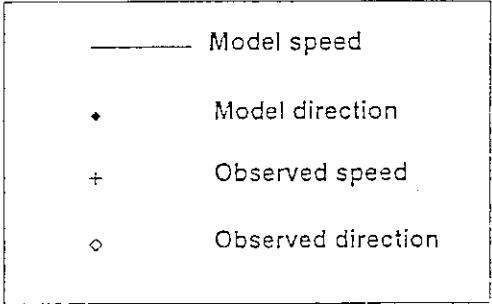 Model speed
Model direction
Observed speed
Observed direction